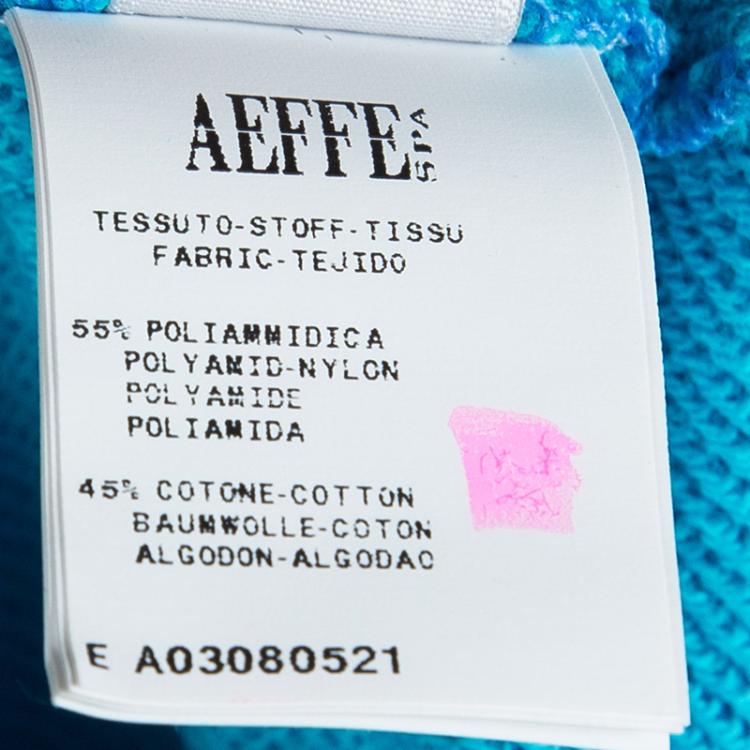 AEFFE SPA
TESSUTO-STOFF-TISSU
FABRIC-TEJIDO
55% POLIAMMIDICA
POLYAMID-NYLON
POLYAMIDE
POLIAMIDA
45% COTONE-COTTON
BAUMWOLLE-COTON
ALGODON-ALGODAO
E A03080521